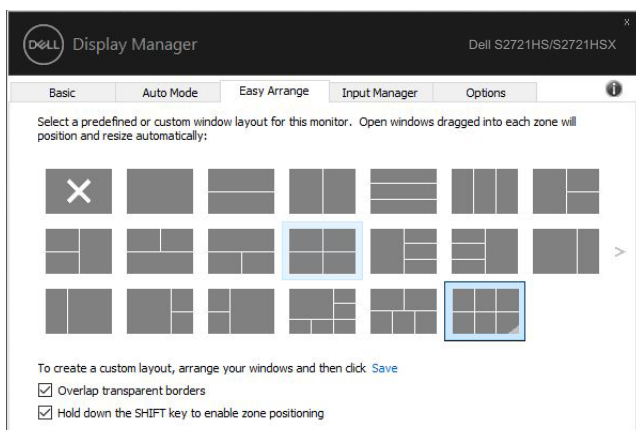 DELL Display Manager
Dell S2721HS/S2721HSX
X
Basic
Auto Mode
Easy Arrange
Input Manager
Options
i
Select a predefined or custom window layout for this monitor. Open windows dragged into each zone will
position and resize automatically:
>
To create a custom layout, arrange your windows and then click Save
Overlap transparent borders
Hold down the SHIFT key to enable zone positioning